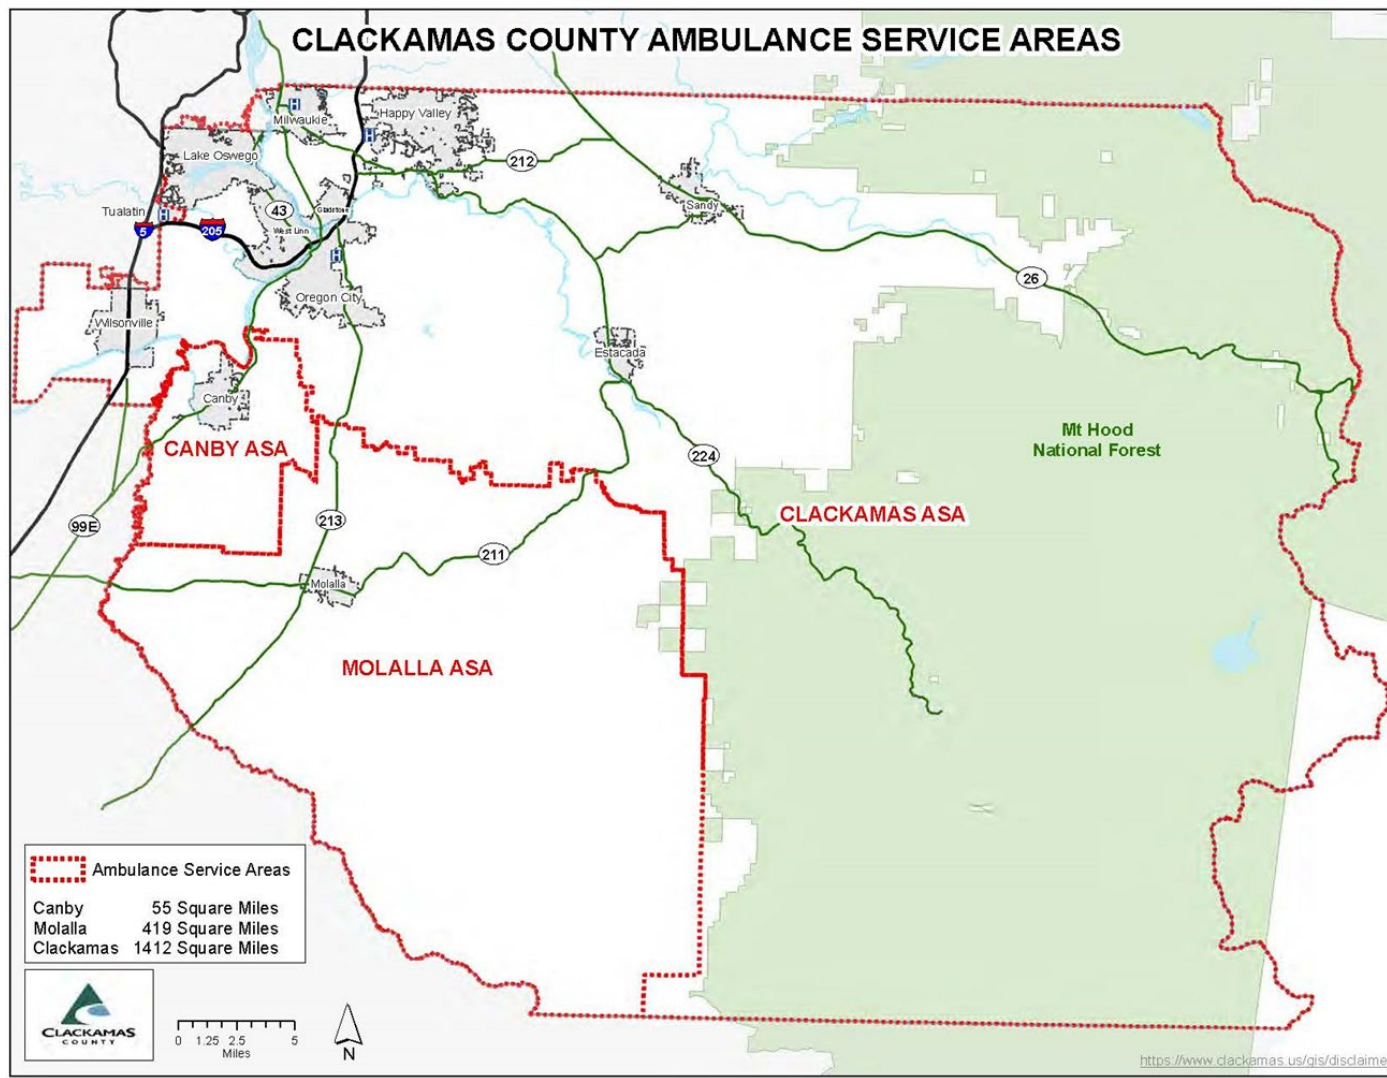 CLACKAMAS COUNTY AMBULANCE SERVICE AREAS
H
Milwaukie
Happy Valley
H
Lake Oswego
212
Tualatin
H
43
Gladstone
Sandy
5
205
West Linn
H
26
Oregon City
Wilsonville
Estacada
Canby
CANBY ASA
Mt Hood
National Forest
224
99E
213
CLACKAMAS ASA
211
Molalla
MOLALLA ASA
Ambulance Service Areas
Canby 55 Square Miles
Molalla 419 Square Miles
Clackamas 1412 Square Miles
CLACKAMAS
COUNTY
0 1.25 2.5 5
Miles
N
https://www.clackamas.us/gis/disclaime